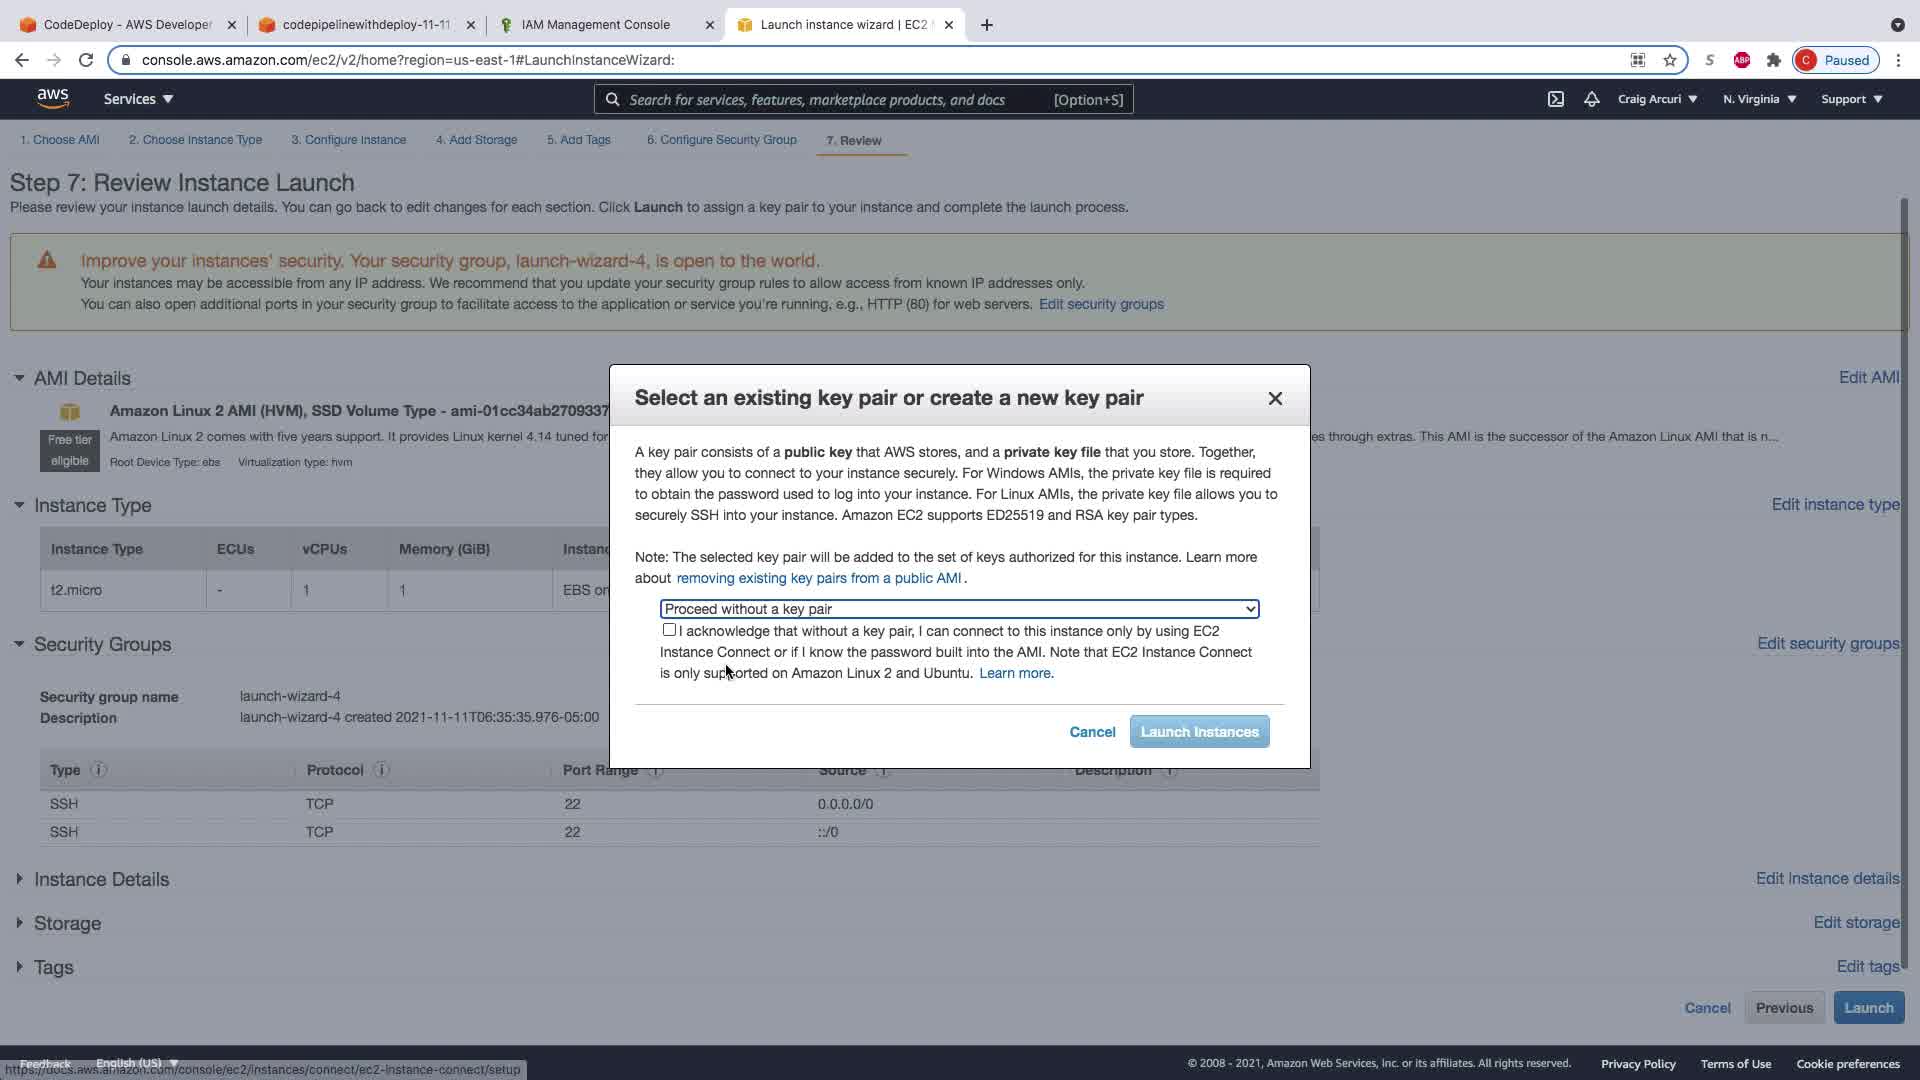 CodeDeploy - AWS Developer
codepipelinewithdeploy-11-11
IAM Management Console
Launch instance wizard | EC2
console.aws.amazon.com/ec2/v2/home?region=us-east-1#LaunchInstanceWizard:
S
ABP
C Paused
aws
Services
Search for services, features, marketplace products, and docs [Option+S]
Craig Arcuri
N. Virginia
Support
1. Choose AMI
2. Choose Instance Type
3. Configure Instance
4. Add Storage
5. Add Tags
6. Configure Security Group
7. Review
Step 7: Review Instance Launch
Please review your instance launch details. You can go back to edit changes for each section. Click Launch to assign a key pair to your instance and complete the launch process.
Improve your instances' security. Your security group, launch-wizard-4, is open to the world.
Your instances may be accessible from any IP address. We recommend that you update your security group rules to allow access from known IP addresses only.
You can also open additional ports in your security group to facilitate access to the application or service you're running, e.g., HTTP (80) for web servers. Edit security groups
AMI Details
Edit AMI
Amazon Linux 2 AMI (HVM), SSD Volume Type - ami-01cc34ab2709337
Free tier eligible
Amazon Linux 2 comes with five years support. It provides Linux kernel 4.14 tuned for
es through extras. This AMI is the successor of the Amazon Linux AMI that is n...
Root Device Type: ebs Virtualization type: hvm
Instance Type
Edit instance type
Instance Type ECUs vCPUs Memory (GiB) Instan
t2.micro - 1 1 EBS on
Security Groups
Edit security groups
Security group name launch-wizard-4
Description launch-wizard-4 created 2021-11-11T06:35:35.976-05:00
Type Protocol Port Range Source Description
SSH TCP 22 0.0.0.0/0
SSH TCP 22 ::/0
Instance Details
Edit instance details
Storage
Edit storage
Tags
Edit tags
Cancel
Previous
Launch
Select an existing key pair or create a new key pair
A key pair consists of a public key that AWS stores, and a private key file that you store. Together,
they allow you to connect to your instance securely. For Windows AMIs, the private key file is required
to obtain the password used to log into your instance. For Linux AMIs, the private key file allows you to
securely SSH into your instance. Amazon EC2 supports ED25519 and RSA key pair types.
Note: The selected key pair will be added to the set of keys authorized for this instance. Learn more
about removing existing key pairs from a public AMI .
Proceed without a key pair
I acknowledge that without a key pair, I can connect to this instance only by using EC2
Instance Connect or if I know the password built into the AMI. Note that EC2 Instance Connect
is only supported on Amazon Linux 2 and Ubuntu. Learn more.
Cancel
Launch Instances
Feedback
English (US)
https://docs.aws.amazon.com/console/ec2/instances/connect/ec2-instance-connect/setup
© 2008 - 2021, Amazon Web Services, Inc. or its affiliates. All rights reserved.
Privacy Policy
Terms of Use
Cookie preferences